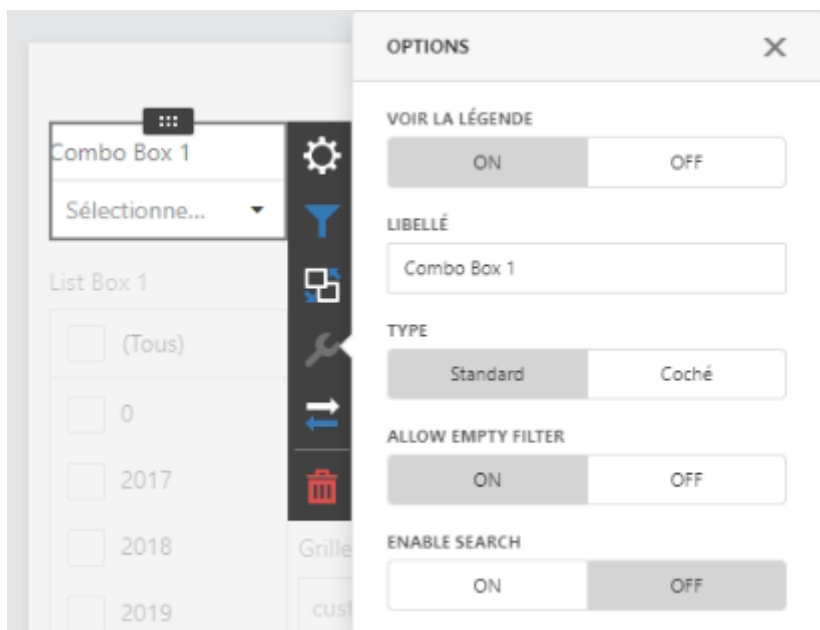 Combo Box 1
Sélectionne...
List Box 1
(Tous)
0
2017
2018
2019
Grille
cust
OPTIONS
VOIR LA LÉGENDE
ON OFF
LIBELLÉ
Combo Box 1
TYPE
Standard Coché
ALLOW EMPTY FILTER
ON OFF
ENABLE SEARCH
ON OFF